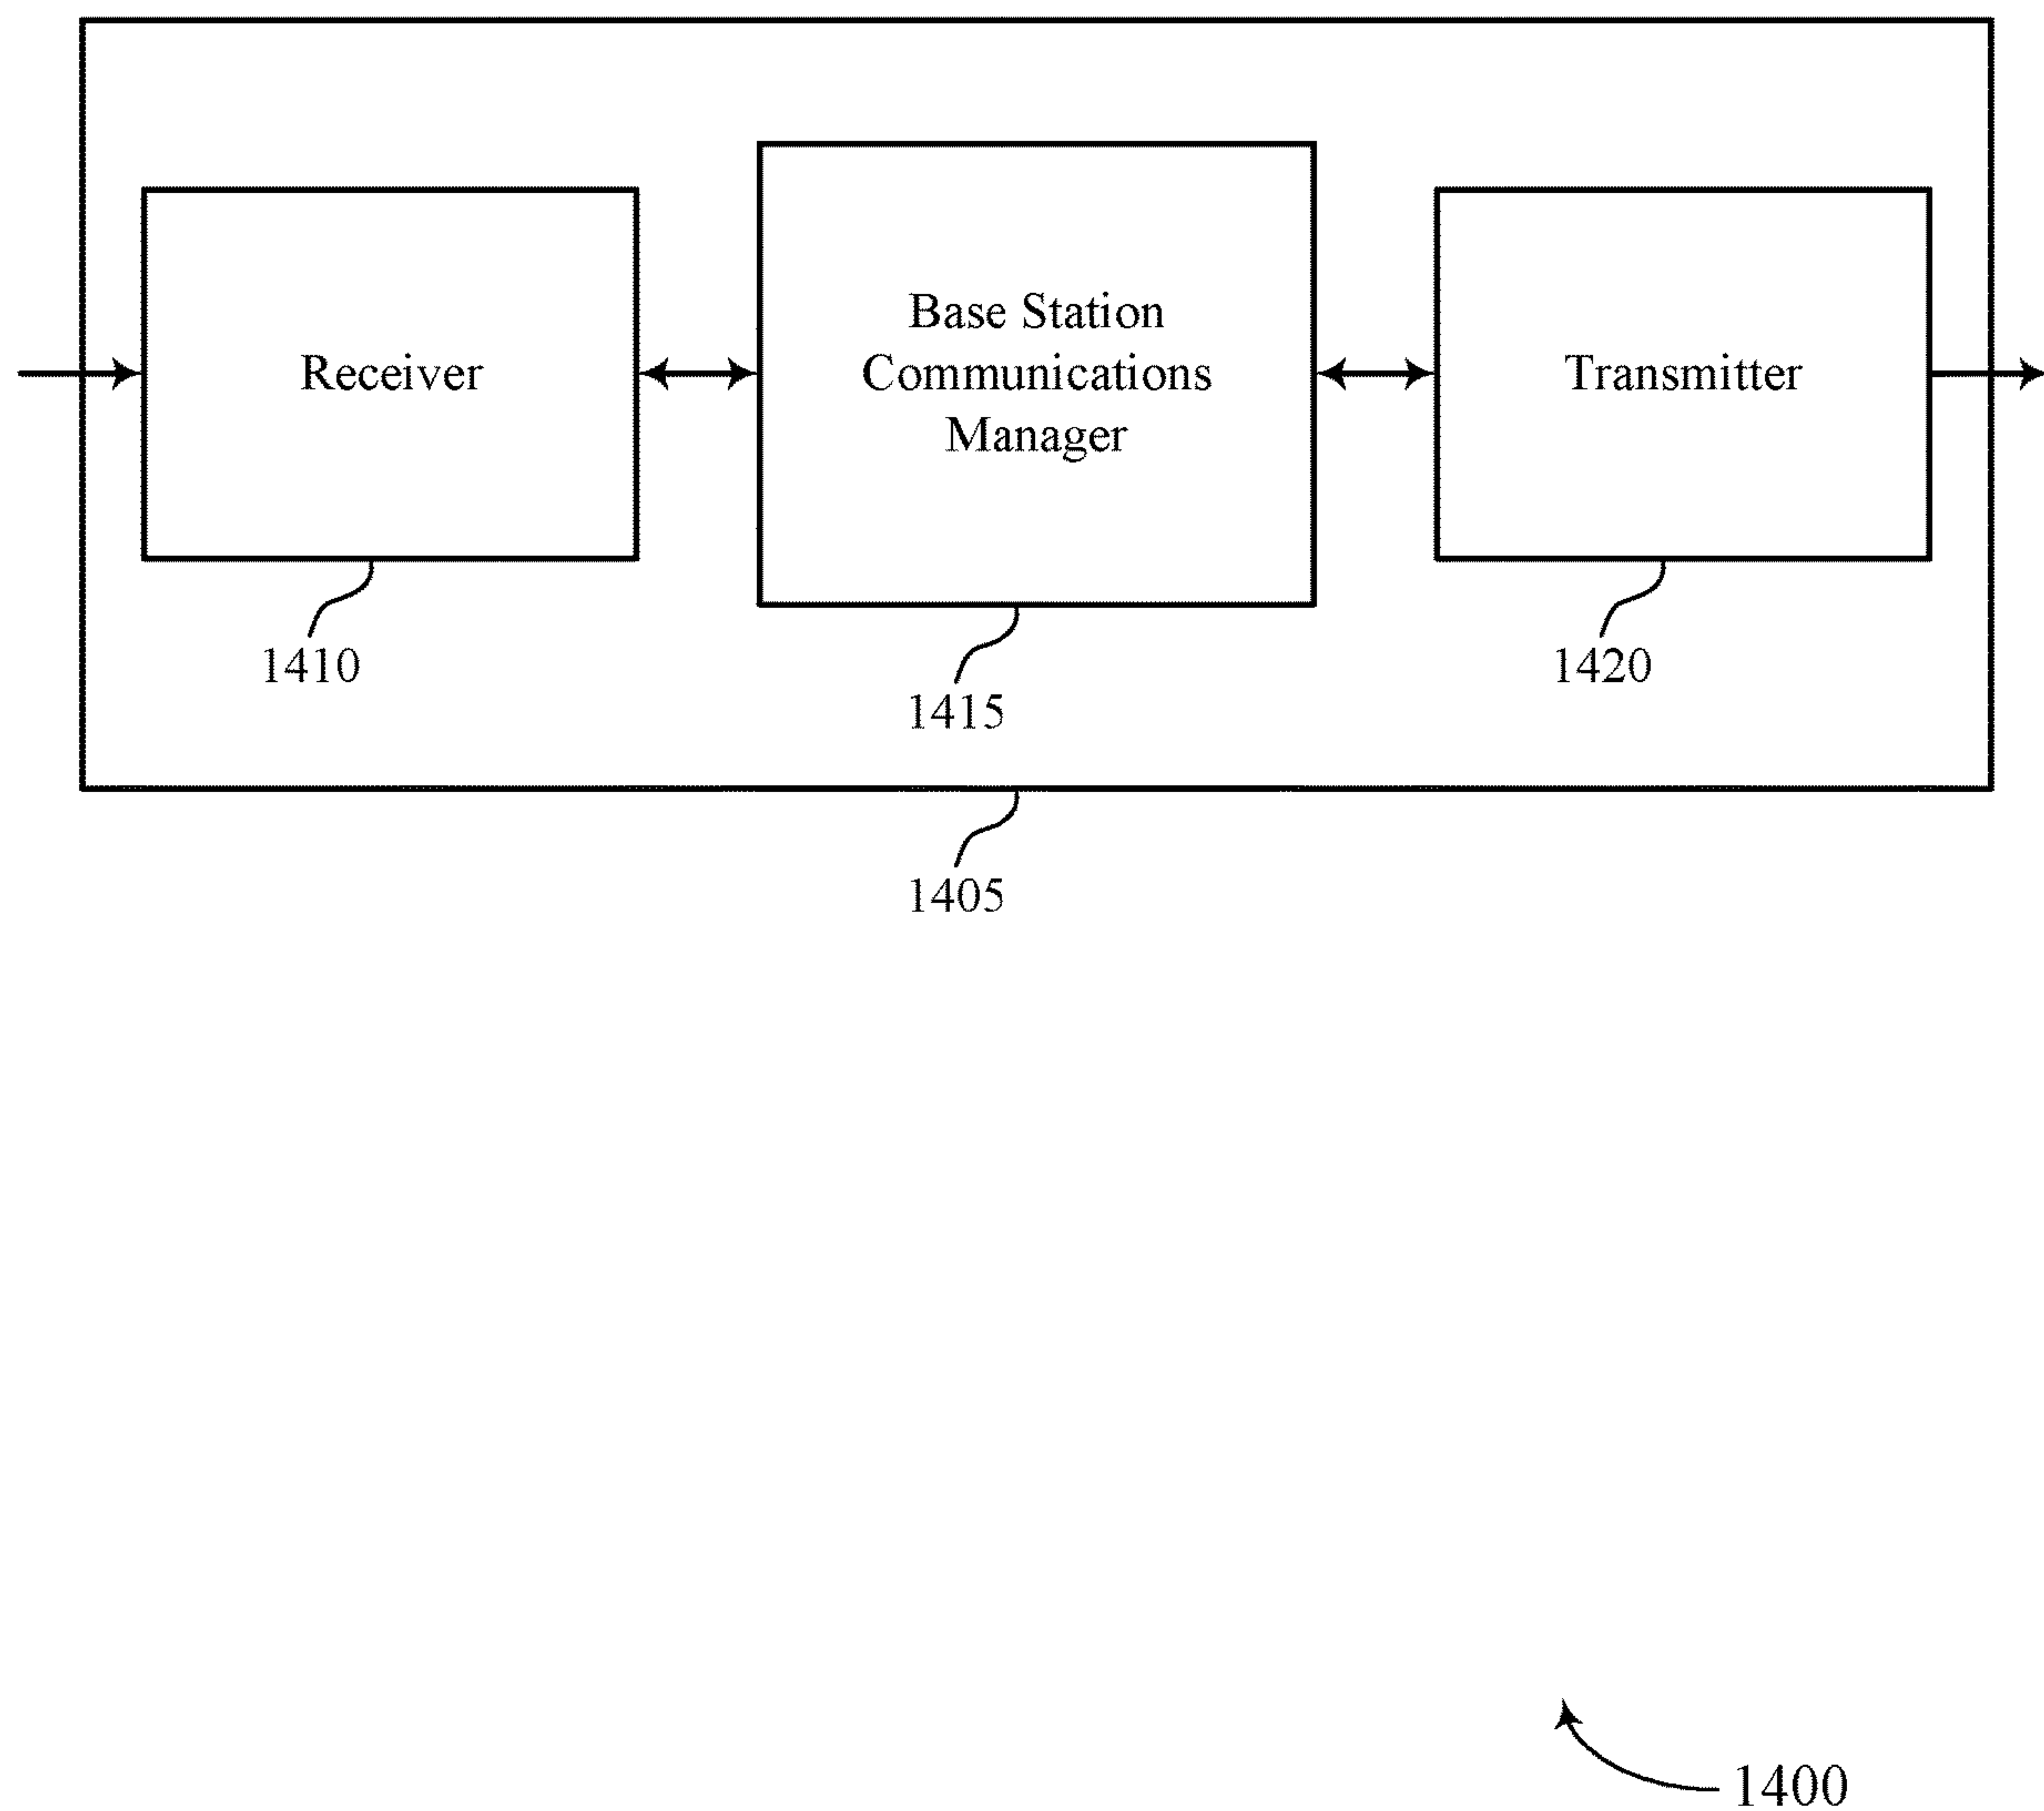 Receiver
Base Station
Communications
Manager
Transmitter
1410
1415
1420
1405
1400